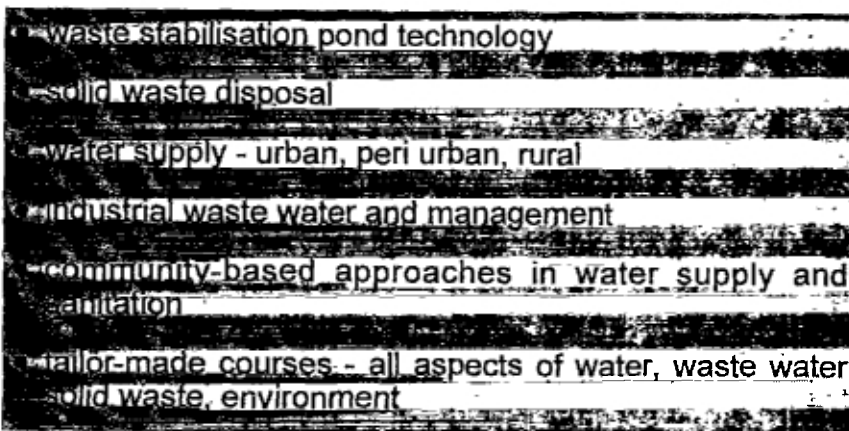 waste stabilisation pond technology
solid waste disposal
water supply - urban, peri urban, rural
industrial waste water and management
community-based approaches in water supply and
sanitation
tailor-made courses - all aspects of water, waste water
solid waste, environment